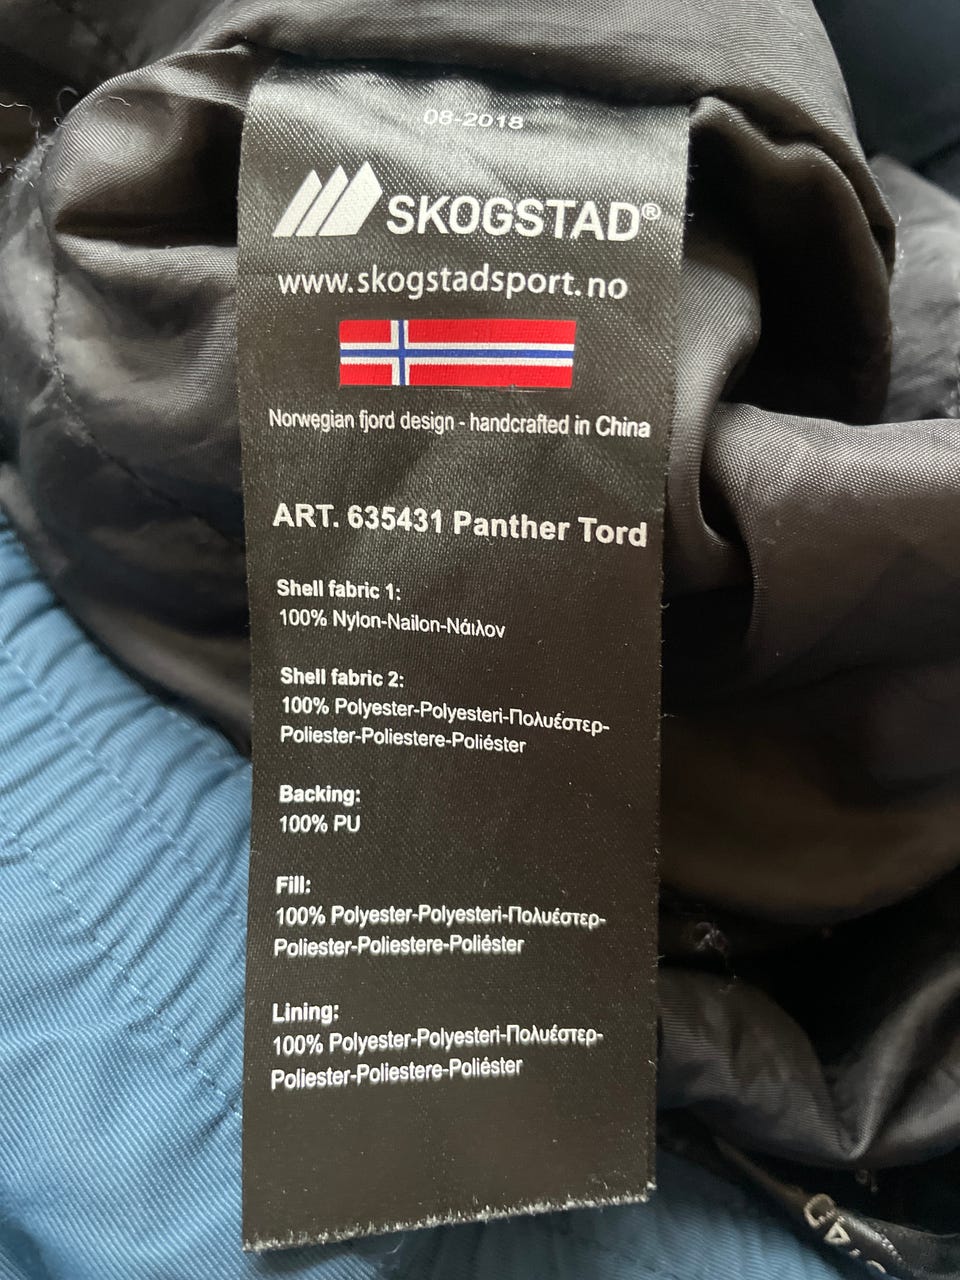 08-2018
SKOGSTAD®
www.skogstadsport.no
Norwegian fjord design - handcrafted in China
ART. 635431 Panther Tord
Shell fabric 1:
100% Nylon-Nailon-Νάιλον
Shell fabric 2:
100% Polyester-Polyesteri-Πολυέστερ-
Poliester-Poliestere-Poliéster
Backing:
100% PU
Fill:
100% Polyester-Polyesteri-Πολυέστερ-
Poliester-Poliestere-Poliéster
Lining:
100% Polyester-Polyesteri-Πολυέστερ-
Poliester-Poliestere-Poliéster